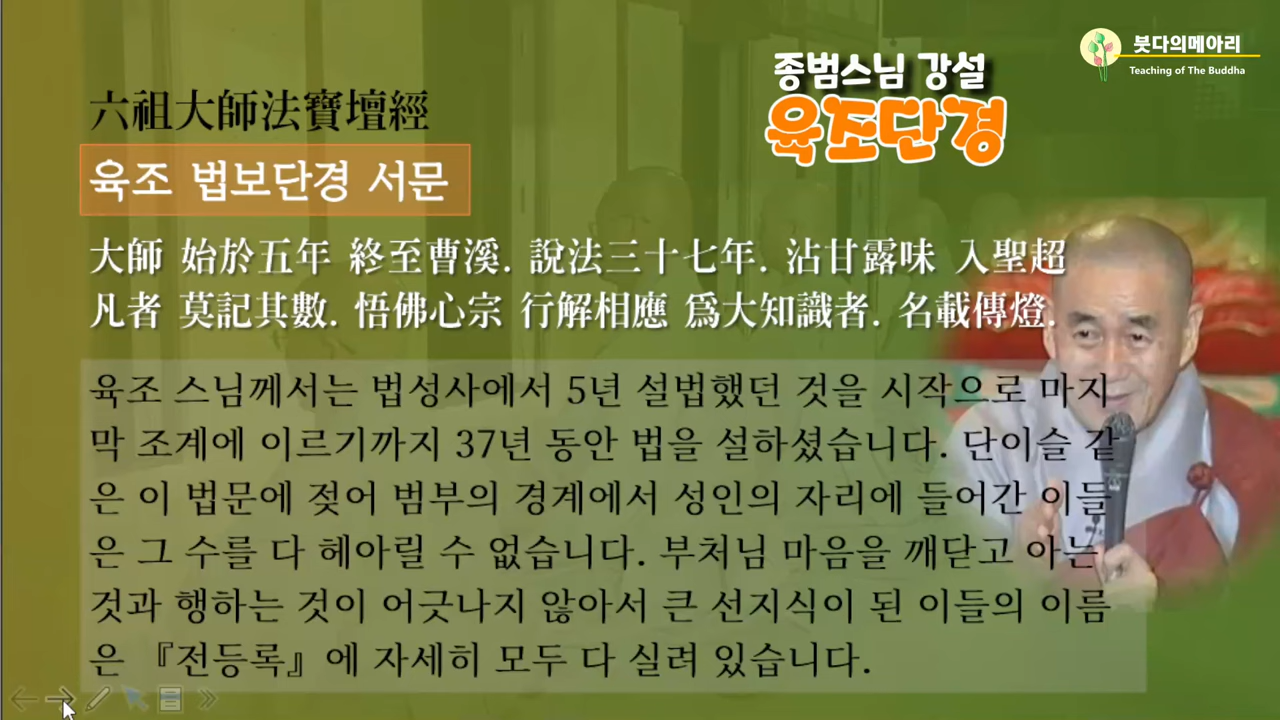 붓다의메아리
Teaching of The Buddha
종범스님 강설
육조단경
六祖大師法寶壇經
육조 법보단경 서문
大師 始於五年 終至曹溪. 說法三十七年. 沾甘露味 入聖超
凡者 莫記其數. 悟佛心宗 行解相應 爲大知識者. 名載傳燈.
육조 스님께서는 법성사에서 5년 설법했던 것을 시작으로 마지
막 조계에 이르기까지 37년 동안 법을 설하셨습니다. 단이슬 같
은 이 법문에 젖어 범부의 경계에서 성인의 자리에 들어간 이들
은 그 수를 다 헤아릴 수 없습니다. 부처님 마음을 깨닫고 아는
것과 행하는 것이 어긋나지 않아서 큰 선지식이 된 이들의 이름
은 『전등록』에 자세히 모두 다 실려 있습니다.